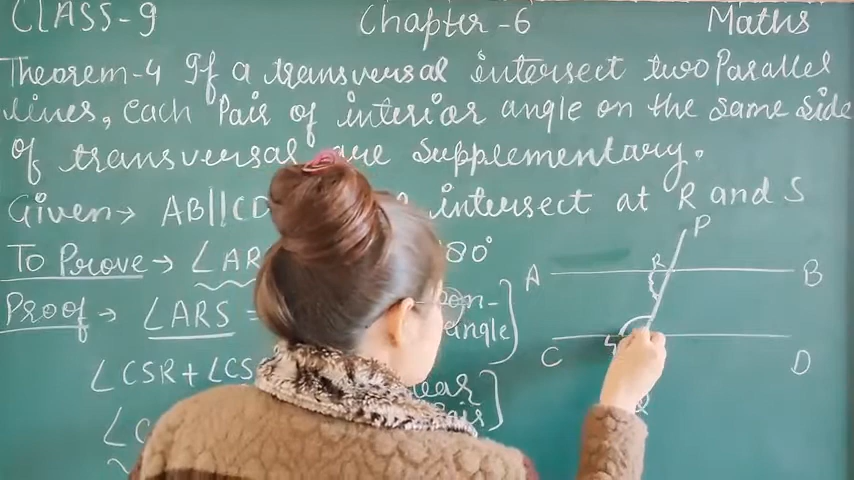 CLASS-9 Chapter-6 Maths
Theorem-4 If a transversal intersect two Parallel
lines, each Pair of interior angle on the same side
of transversal are Supplementary.
Given→ AB||CD intersect at R and S
To Prove → ∠AR 80°
Proof → ∠ARS =
angle
∠CSR + ∠CS
P
A R B
C S D